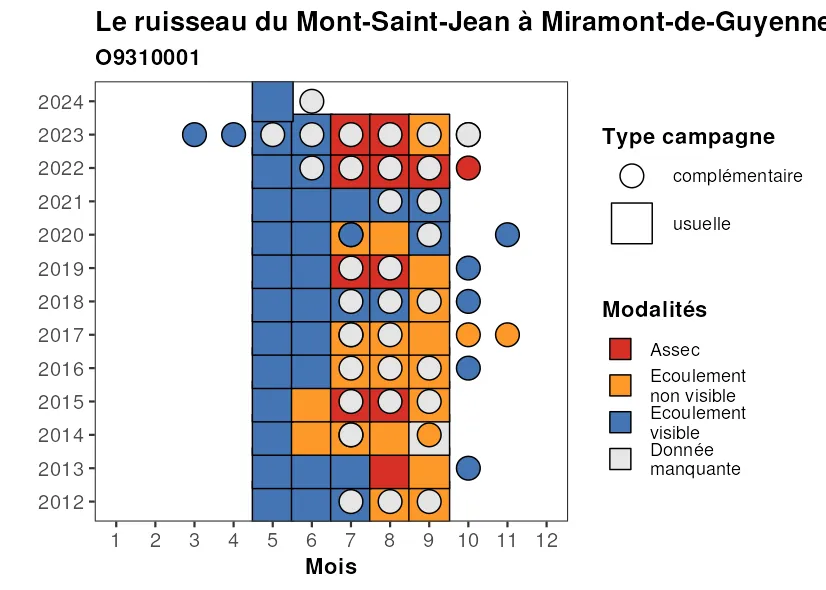 Le ruisseau du Mont-Saint-Jean à Miramont-de-Guyenne
O9310001
2024
2023
2022
2021
2020
2019
2018
2017
2016
2015
2014
2013
2012
1 2 3 4 5 6 7 8 9 10 11 12
Mois
Type campagne
complémentaire
usuelle
Modalités
Assec
Ecoulement
non visible
Ecoulement
visible
Donnée
manquante